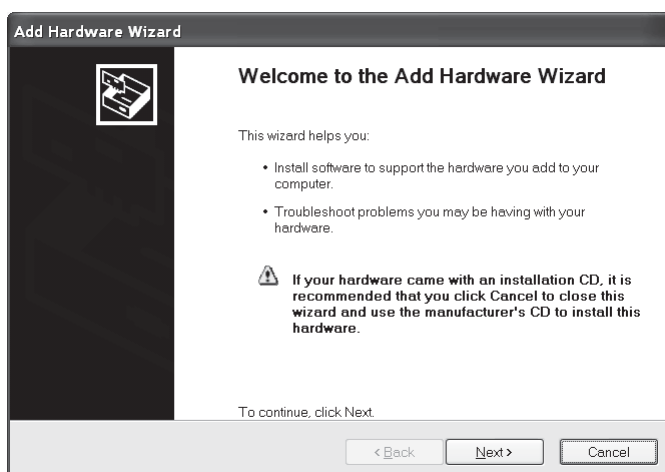 Add Hardware Wizard
Welcome to the Add Hardware Wizard
This wizard helps you:
• Install software to support the hardware you add to your
computer.
• Troubleshoot problems you may be having with your
hardware.
If your hardware came with an installation CD, it is
recommended that you click Cancel to close this
wizard and use the manufacturer's CD to install this
hardware.
To continue, click Next.
< Back
Next >
Cancel